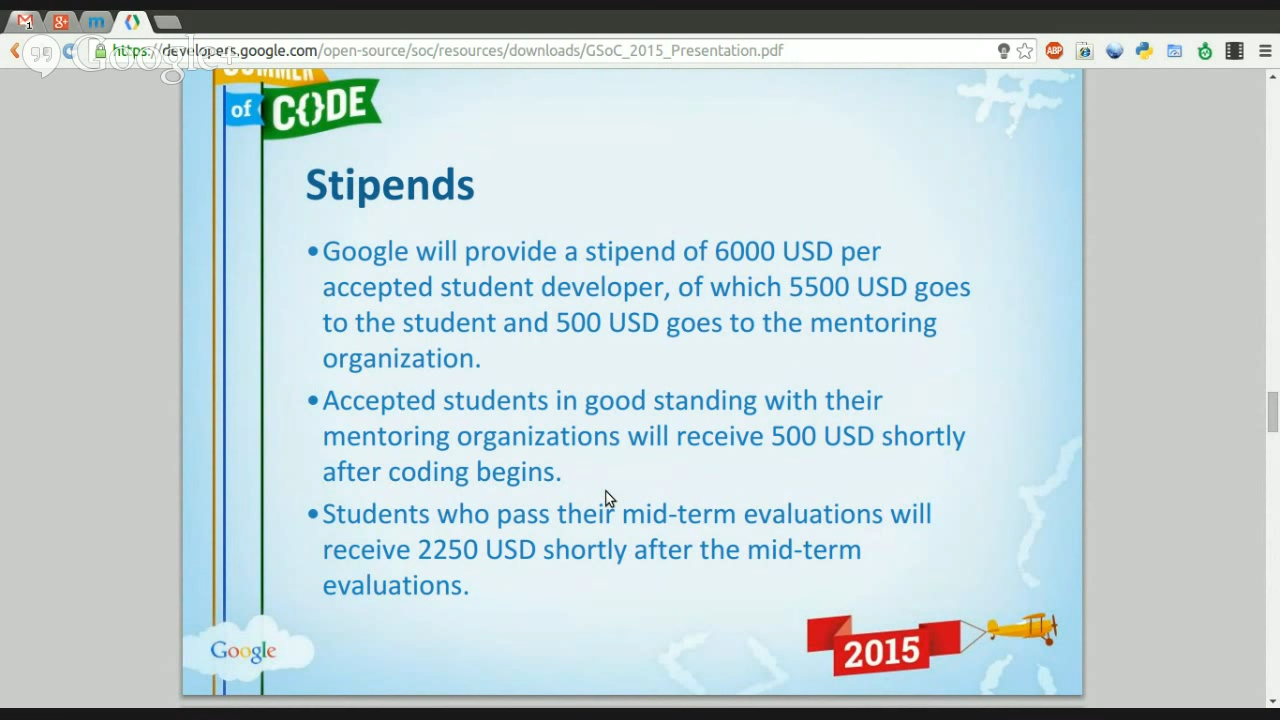 1
g+
m
https://developers.google.com/open-source/soc/resources/downloads/GSoC_2015_Presentation.pdf
ABP
Google+
SUMMER
of CODE
Stipends
•Google will provide a stipend of 6000 USD per
accepted student developer, of which 5500 USD goes
to the student and 500 USD goes to the mentoring
organization.
•Accepted students in good standing with their
mentoring organizations will receive 500 USD shortly
after coding begins.
•Students who pass their mid-term evaluations will
receive 2250 USD shortly after the mid-term
evaluations.
Google
2015